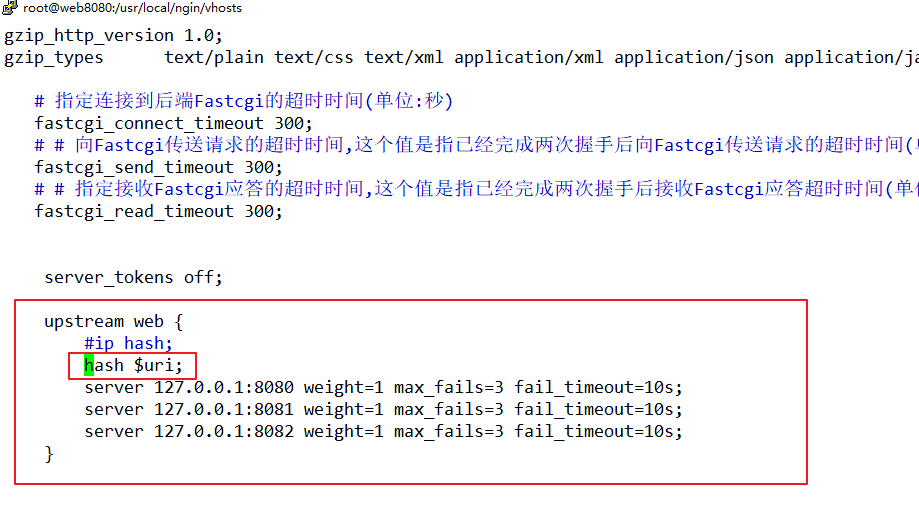 root@web8080:/usr/local/ngin/vhosts
gzip_http_version 1.0;
gzip_types text/plain text/css text/xml application/xml application/json application/ja
# 指定连接到后端Fastcgi的超时时间(单位:秒)
fastcgi_connect_timeout 300;
# # 向Fastcgi传送请求的超时时间,这个值是指已经完成两次握手后向Fastcgi传送请求的超时时间(
fastcgi_send_timeout 300;
# # 指定接收Fastcgi应答的超时时间,这个值是指已经完成两次握手后接收Fastcgi应答超时时间(单
fastcgi_read_timeout 300;
server_tokens off;
upstream web {
#ip hash;
hash $uri;
server 127.0.0.1:8080 weight=1 max_fails=3 fail_timeout=10s;
server 127.0.0.1:8081 weight=1 max_fails=3 fail_timeout=10s;
server 127.0.0.1:8082 weight=1 max_fails=3 fail_timeout=10s;
}